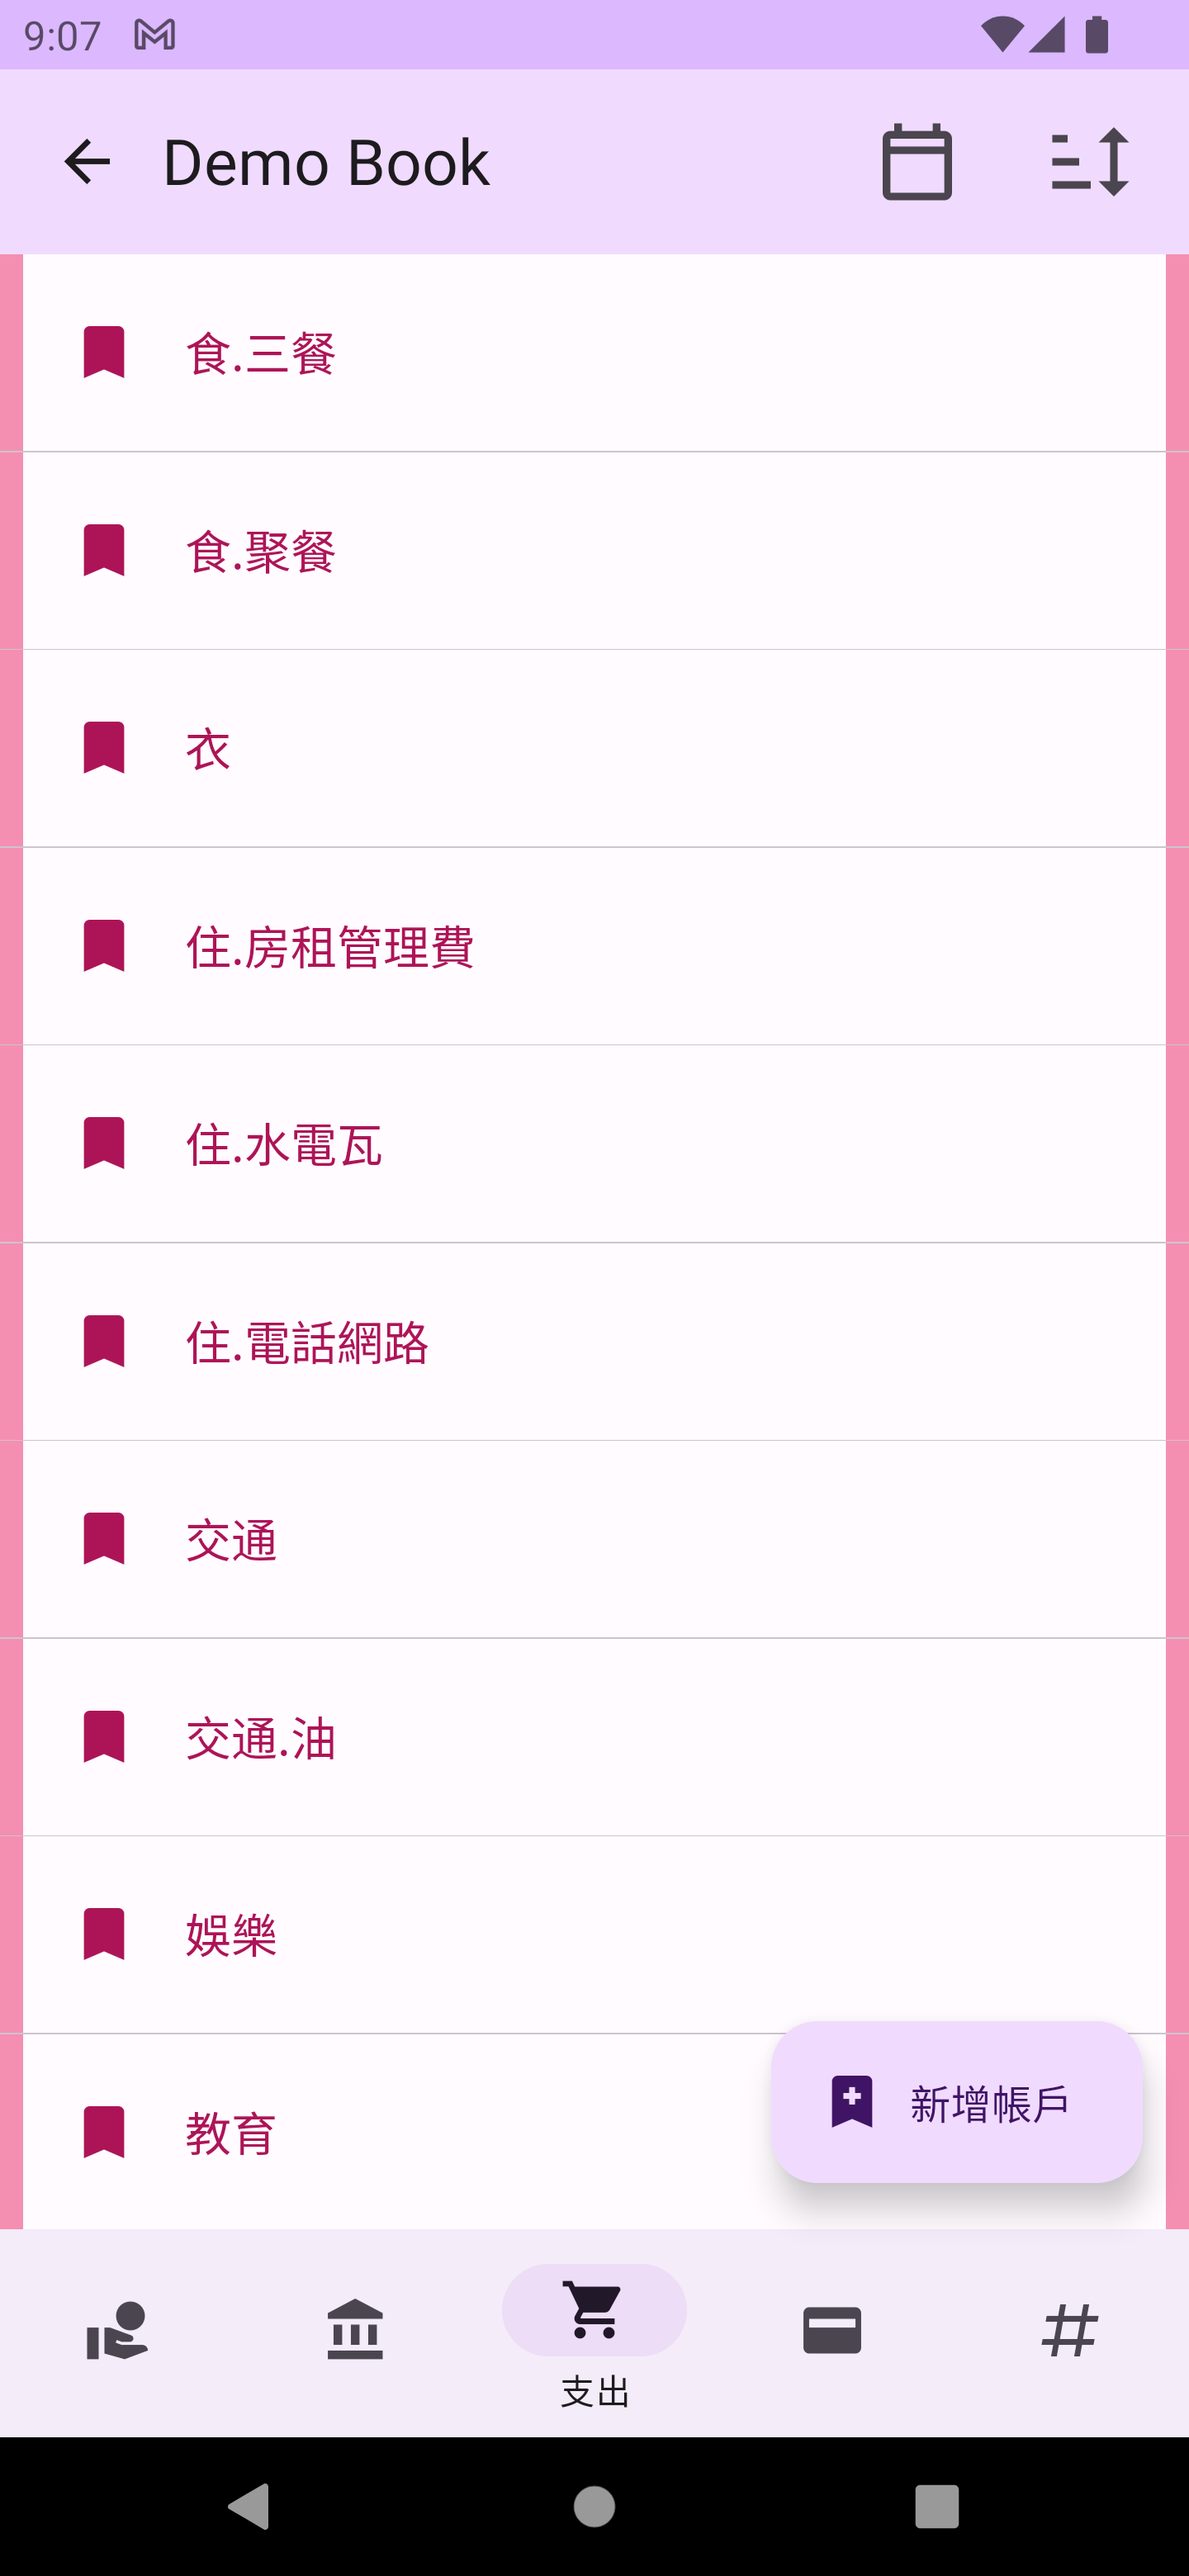 9:07
Demo Book
食.三餐
食.聚餐
衣
住.房租管理費
住.水電瓦
住.電話網路
交通
交通.油
娛樂
教育
新增帳戶
支出